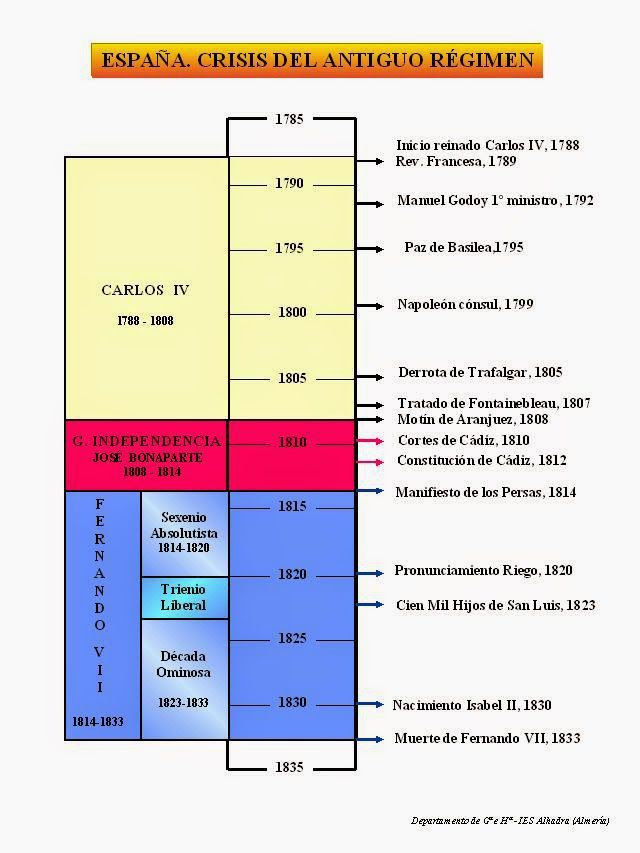 ESPAÑA. CRISIS DEL ANTIGUO RÉGIMEN
1785
Inicio reinado Carlos IV, 1788
Rev. Francesa, 1789
1790
Manuel Godoy 1º ministro, 1792
1795
Paz de Basilea,1795
CARLOS IV
1788 - 1808
1800
Napoleón cónsul, 1799
1805
Derrota de Trafalgar, 1805
Tratado de Fontainebleau, 1807
Motín de Aranjuez, 1808
G. INDEPENDENCIA
JOSÉ BONAPARTE
1808 - 1814
1810
Cortes de Cádiz, 1810
Constitución de Cádiz, 1812
Manifiesto de los Persas, 1814
FERNANDO VII
1814-1833
Sexenio
Absolutista
1814-1820
1815
1820
Pronunciamiento Riego, 1820
Trienio
Liberal
Cien Mil Hijos de San Luis, 1823
1825
Década
Ominosa
1823-1833
1830
Nacimiento Isabel II, 1830
Muerte de Fernando VII, 1833
1835
Departamento de Gª e Hª - IES Alhadra (Almería)